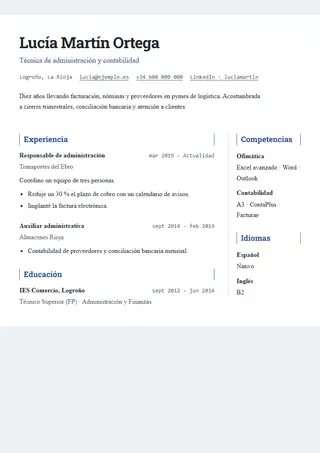 Lucía Martín Ortega
Técnica de administración y contabilidad
Logroño, La Rioja lucia@ejemplo.es +34 600 000 000 LinkedIn · luciamartin
Diez años llevando facturación, nóminas y proveedores en pymes de logística. Acostumbrada
a cierres trimestrales, conciliación bancaria y atención a clientes.
Experiencia
Responsable de administración mar 2019 – Actualidad
Transportes del Ebro
Coordino un equipo de tres personas.
• Reduje un 30 % el plazo de cobro con un calendario de avisos.
• Implanté la factura electrónica.
Auxiliar administrativa sept 2014 – feb 2019
Almacenes Rioja
• Contabilidad de proveedores y conciliación bancaria mensual.
Educación
IES Comercio, Logroño sept 2012 – jun 2014
Técnico Superior (FP) · Administración y Finanzas
Competencias
Ofimática
Excel avanzado · Word ·
Outlook
Contabilidad
A3 · ContaPlus ·
Facturae
Idiomas
Español
Nativo
Inglés
B2